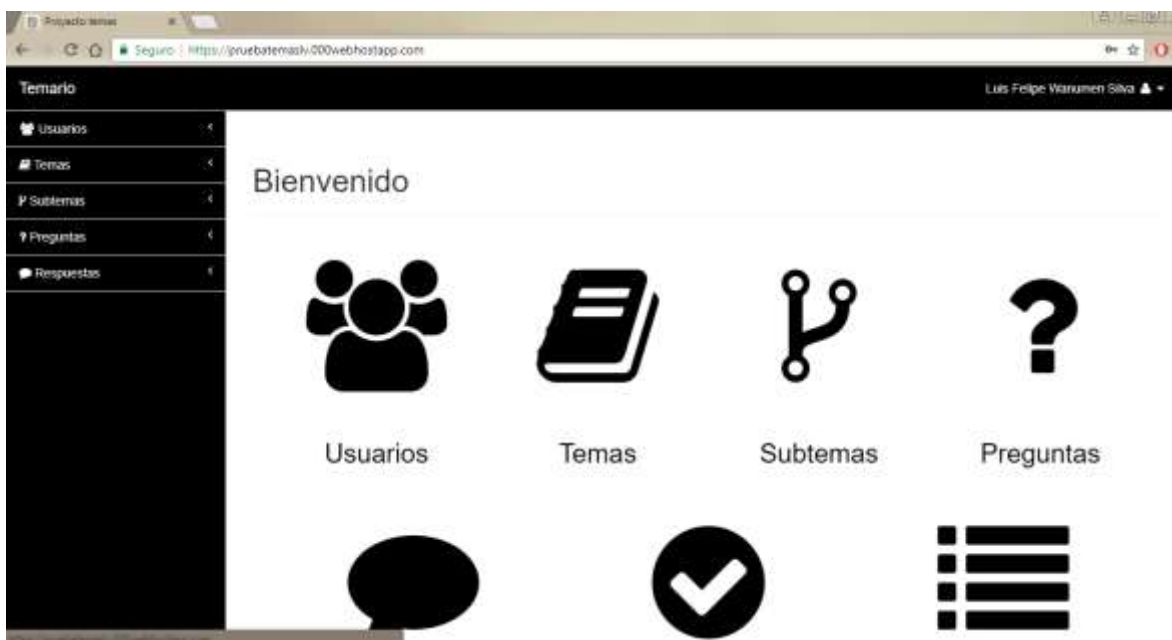 Proyecto temas
Seguro https://pruebatemaslv.000webhostapp.com
Temario
Luis Felipe Wanumen Silva
Usuarios
Temas
Subtemas
Preguntas
Respuestas
Bienvenido
Usuarios Temas Subtemas Preguntas